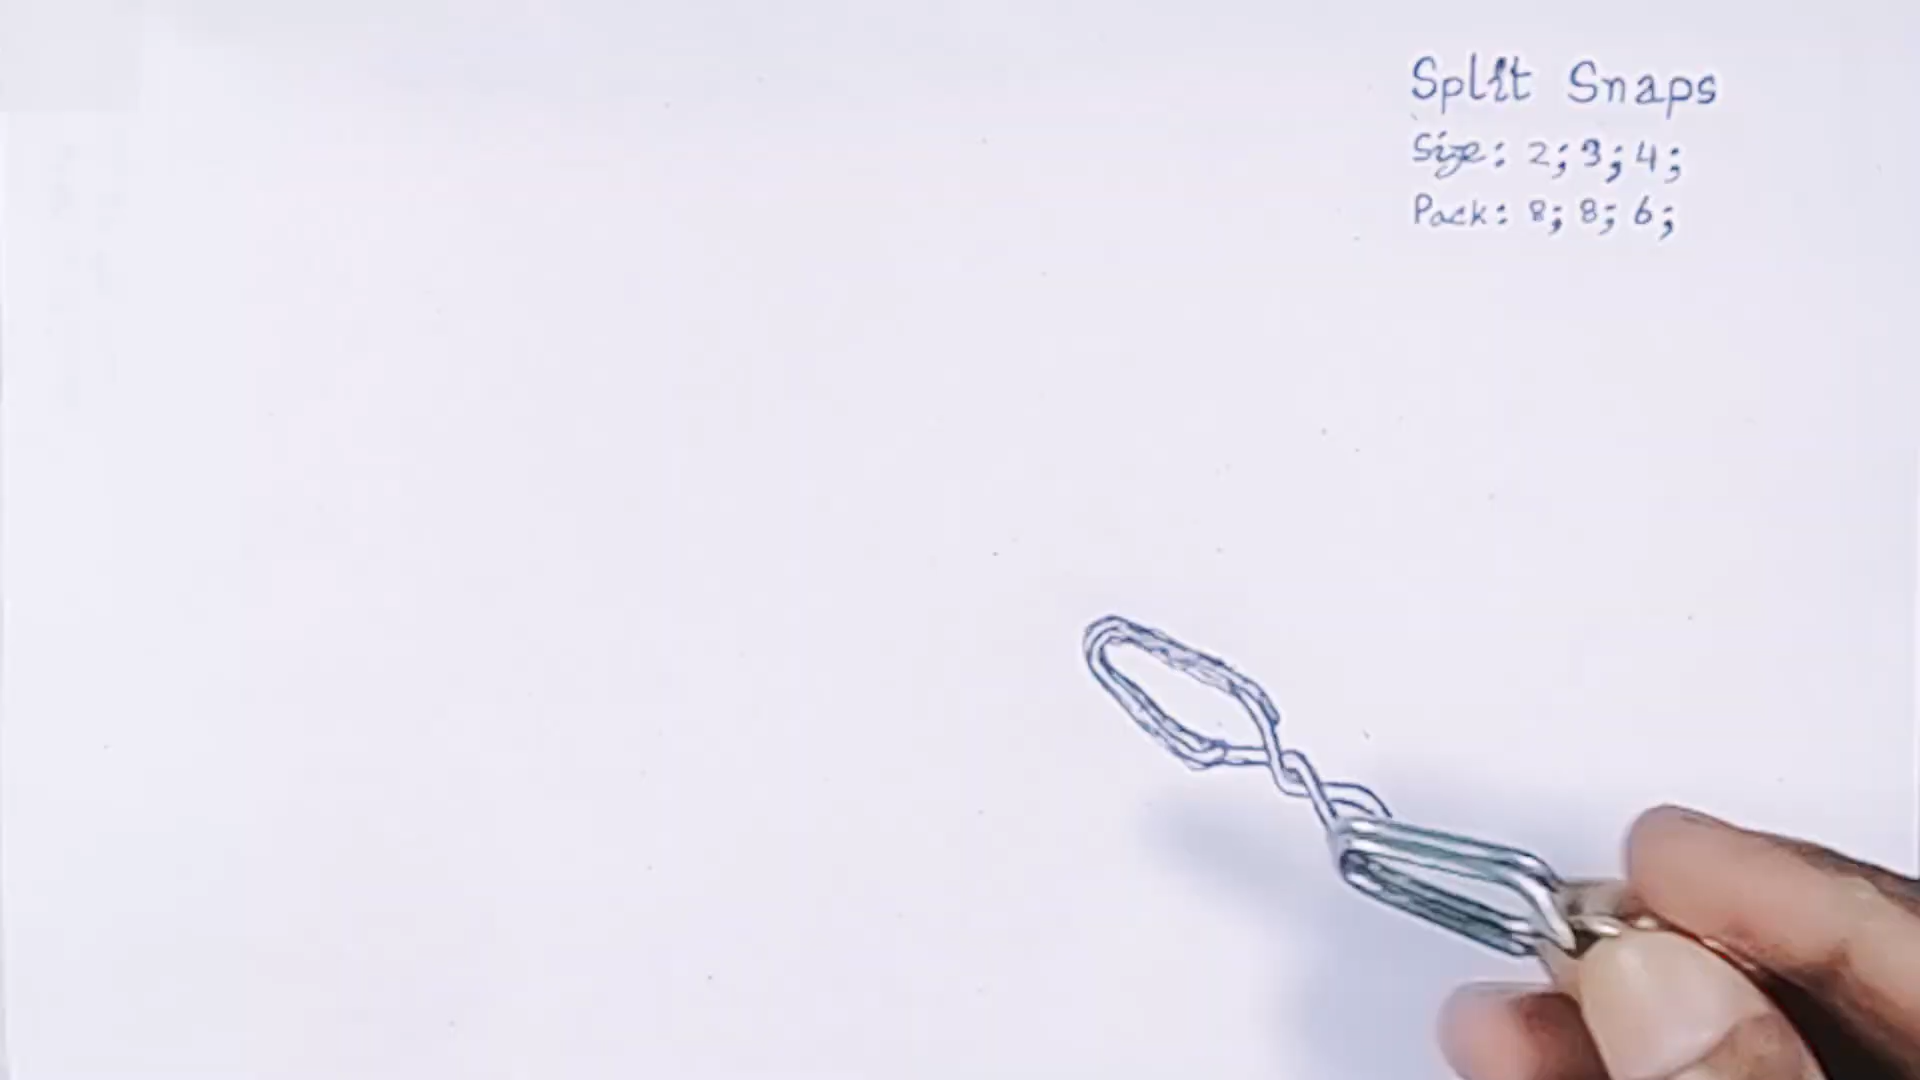 Split Snaps
Size: 2; 3; 4;
Pack: 8; 8; 6;